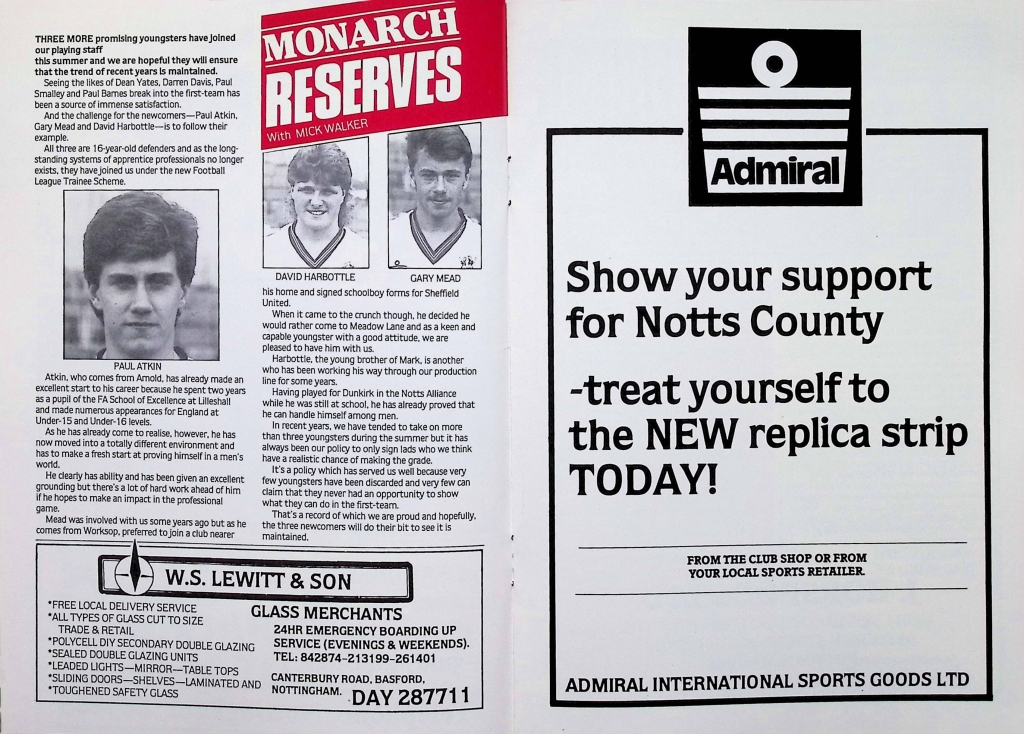 THREE MORE promising youngsters have joined
our playing staff
this summer and we are hopeful they will ensure
that the trend of recent years is maintained.
Seeing the likes of Dean Yates, Darren Davis, Paul
Smalley and Paul Barnes break into the first-team has
been a source of immense satisfaction.
And the challenge for the newcomers—Paul Atkin,
Gary Mead and David Harbottle—is to follow their
example.
All three are 16-year-old defenders and as the long-
standing systems of apprentice professionals no longer
exists, they have joined us under the new Football
League Trainee Scheme.
PAUL ATKIN
Atkin, who comes from Arnold, has already made an
excellent start to his career because he spent two years
as a pupil of the FA School of Excellence at Lilleshall
and made numerous appearances for England at
Under-15 and Under-16 levels.
As he has already come to realise, however, he has
now moved into a totally different environment and
has to make a fresh start at proving himself in a men's
world.
He clearly has ability and has been given an excellent
grounding but there's a lot of hard work ahead of him
if he hopes to make an impact in the professional
game.
Mead was involved with us some years ago but as he
comes from Worksop, preferred to join a club nearer
MONARCH
RESERVES
With MICK WALKER
DAVID HARBOTTLE
GARY MEAD
his home and signed schoolboy forms for Sheffield
United.
When it came to the crunch though, he decided he
would rather come to Meadow Lane and as a keen and
capable youngster with a good attitude, we are
pleased to have him with us.
Harbottle, the young brother of Mark, is another
who has been working his way through our production
line for some years.
Having played for Dunkirk in the Notts Alliance
while he was still at school, he has already proved that
he can handle himself among men.
In recent years, we have tended to take on more
than three youngsters during the summer but it has
always been our policy to only sign lads who we think
have a realistic chance of making the grade.
It's a policy which has served us well because very
few youngsters have been discarded and very few can
claim that they never had an opportunity to show
what they can do in the first-team.
That's a record of which we are proud and hopefully,
the three newcomers will do their bit to see it is
maintained.
W.S. LEWITT & SON
*FREE LOCAL DELIVERY SERVICE
*ALL TYPES OF GLASS CUT TO SIZE
TRADE & RETAIL
*POLYCELL DIY SECONDARY DOUBLE GLAZING
*SEALED DOUBLE GLAZING UNITS
*LEADED LIGHTS—MIRROR—TABLE TOPS
*SLIDING DOORS—SHELVES—LAMINATED AND
*TOUGHENED SAFETY GLASS
GLASS MERCHANTS
24HR EMERGENCY BOARDING UP
SERVICE (EVENINGS & WEEKENDS).
TEL: 842874-213199-261401
CANTERBURY ROAD, BASFORD,
NOTTINGHAM. DAY 287711
Admiral
Show your support
for Notts County
-treat yourself to
the NEW replica strip
TODAY!
FROM THE CLUB SHOP OR FROM
YOUR LOCAL SPORTS RETAILER.
ADMIRAL INTERNATIONAL SPORTS GOODS LTD